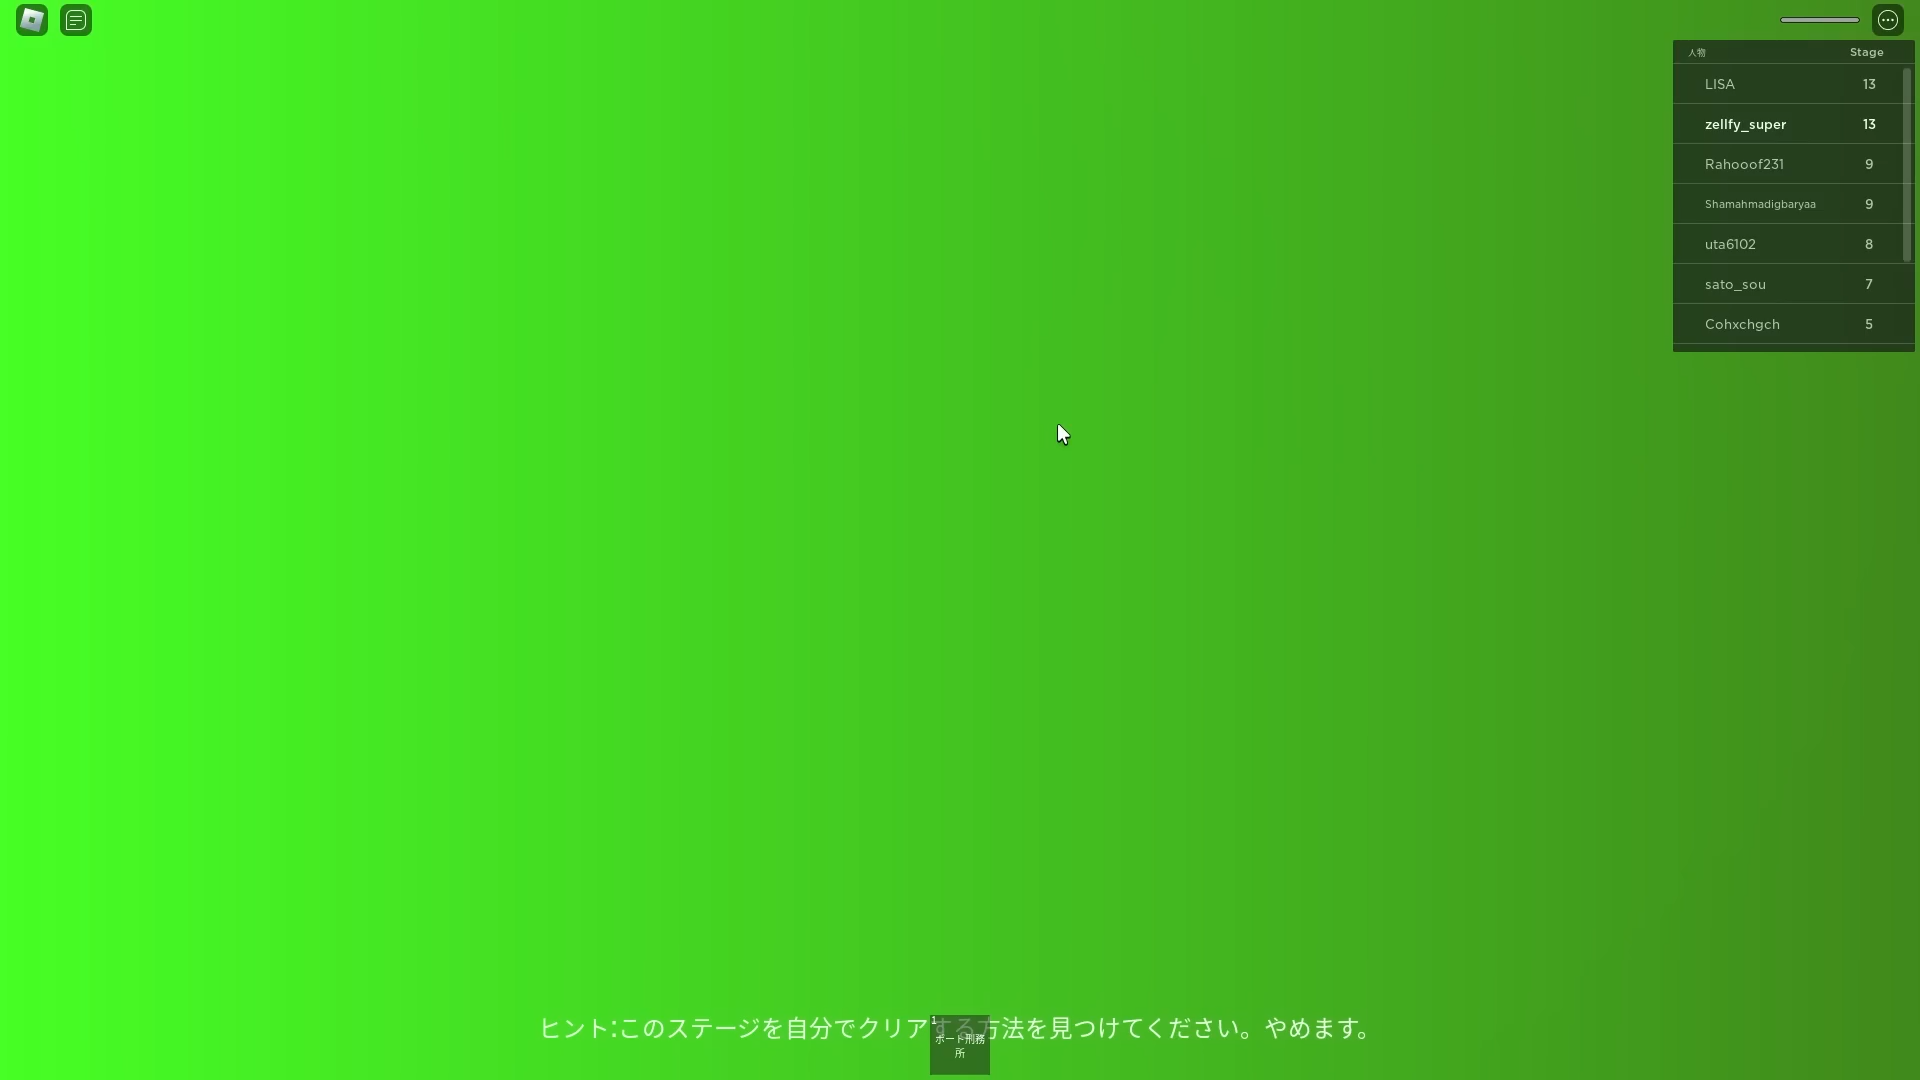 人物 Stage
LISA 13
zellfy_super 13
Rahooof231 9
Shamahmadigbaryaa 9
uta6102 8
sato_sou 7
Cohxchgch 5
ヒント:このステージを自分でクリアする方法を見つけてください。やめます。
1
ポート刑務
所